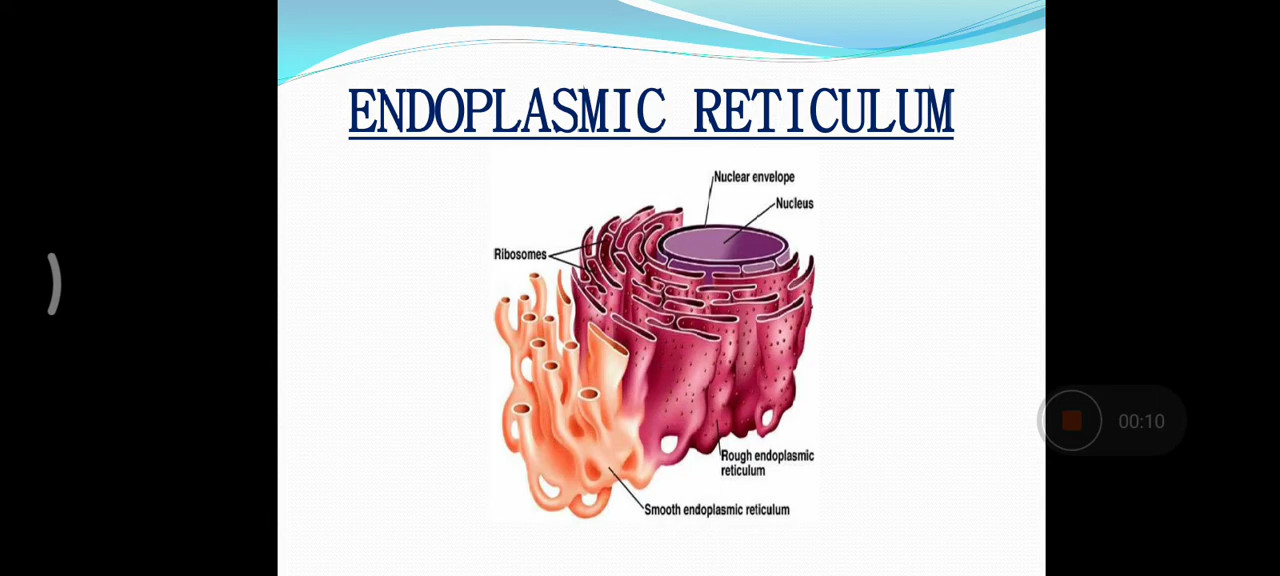 ENDOPLASMIC RETICULUM
Nuclear envelope
Nucleus
Ribosomes
Rough endoplasmic
reticulum
Smooth endoplasmic reticulum
00:10